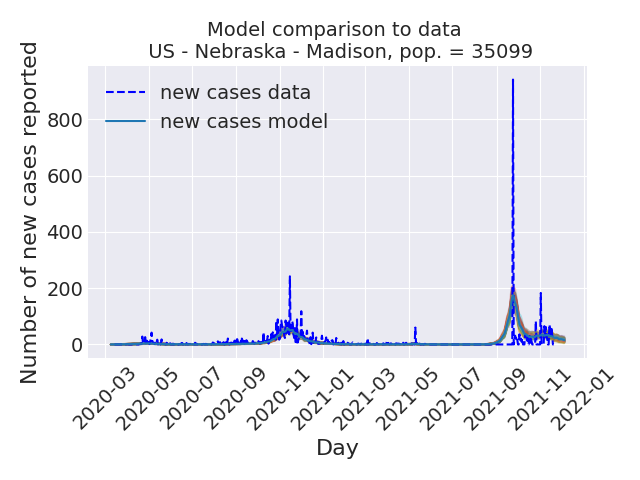 Model comparison to data
US - Nebraska - Madison, pop. = 35099
Number of new cases reported
new cases data
new cases model
800
600
400
200
0
2020-03
2020-05
2020-07
2020-09
2020-11
2021-01
2021-03
2021-05
2021-07
2021-09
2021-11
2022-01
Day